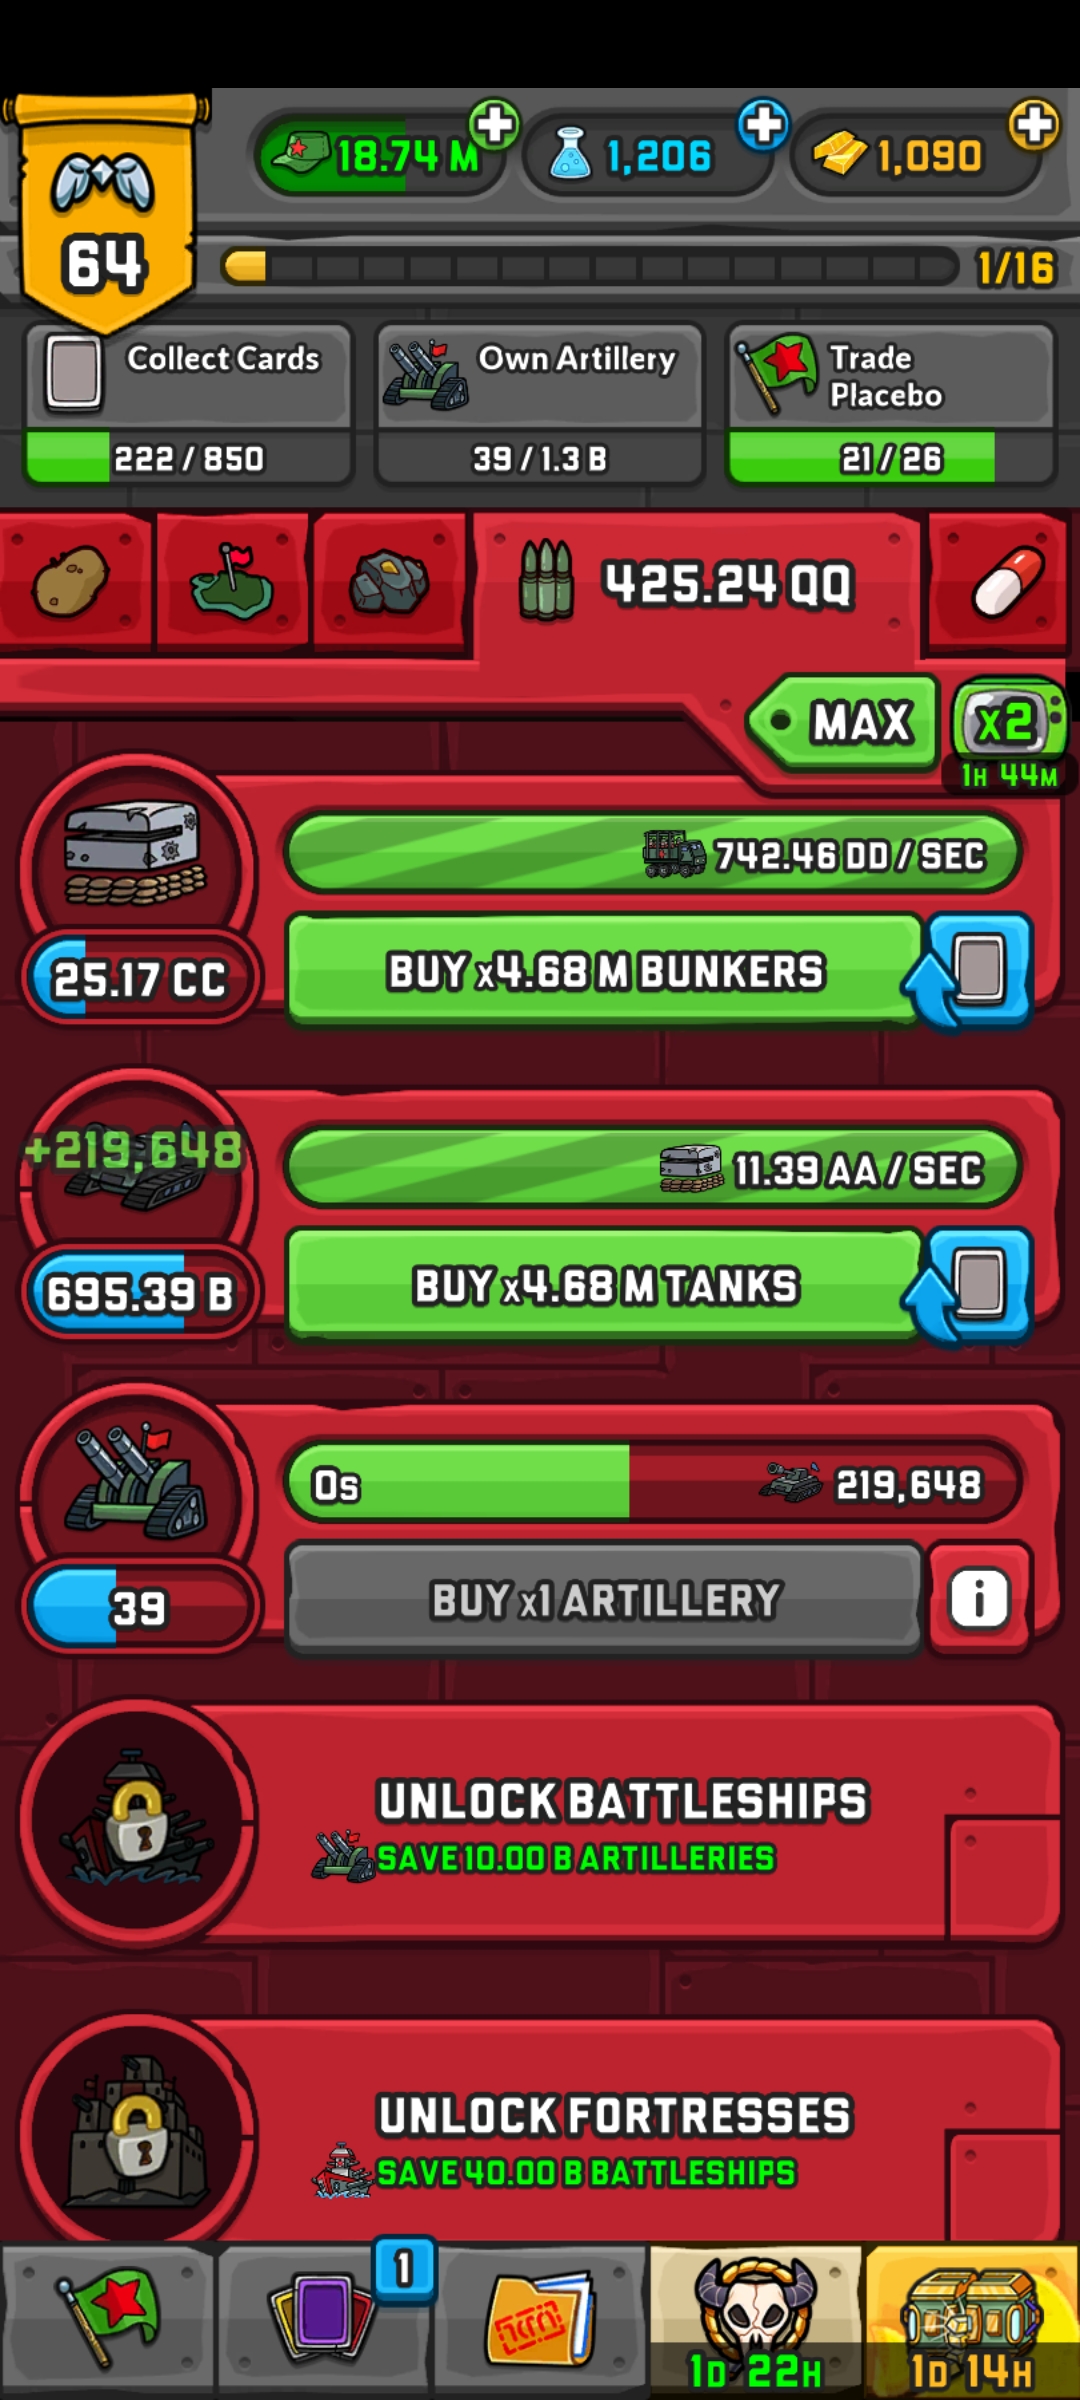 18.74 M
1,206
1,090
64
1/16
Collect Cards
222 / 850
Own Artillery
39 / 1.3 B
Trade
Placebo
21 / 26
425.24 QQ
MAX
x2
1H 44M
742.46 DD / SEC
25.17 CC
BUY x4.68 M BUNKERS
+219,648
11.39 AA / SEC
695.39 B
BUY x4.68 M TANKS
0s
219,648
39
BUY x1 ARTILLERY
i
UNLOCK BATTLESHIPS
SAVE 10.00 B ARTILLERIES
UNLOCK FORTRESSES
SAVE 40.00 B BATTLESHIPS
1
1D 22H
1D 14H